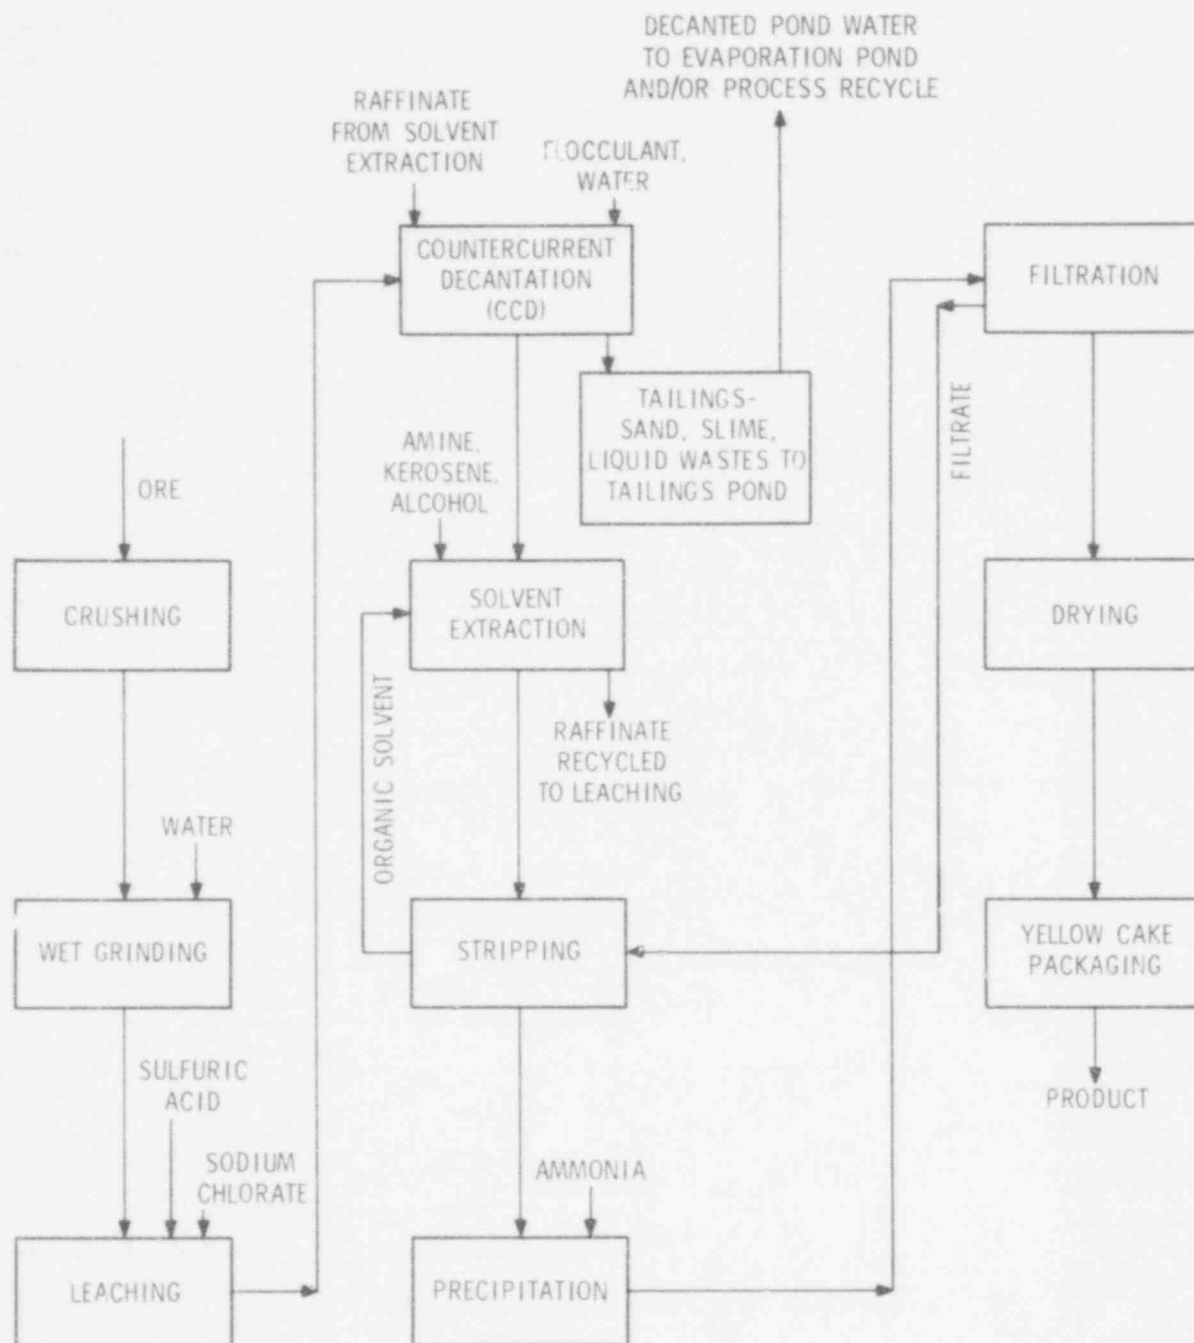 DECANTED POND WATER
TO EVAPORATION POND
AND/OR PROCESS RECYCLE
RAFFINATE
FROM SOLVENT
EXTRACTION
FLOCCULANT,
WATER
COUNTERCURRENT
DECANTATION
(CCD)
FILTRATION
TAILINGS-
SAND, SLIME,
LIQUID WASTES TO
TAILINGS POND
FILTRATE
AMINE,
KEROSENE,
ALCOHOL
ORE
CRUSHING
SOLVENT
EXTRACTION
DRYING
ORGANIC SOLVENT
RAFFINATE
RECYCLED
TO LEACHING
WATER
WET GRINDING
STRIPPING
YELLOW CAKE
PACKAGING
SULFURIC
ACID
PRODUCT
SODIUM
CHLORATE
AMMONIA
LEACHING
PRECIPITATION